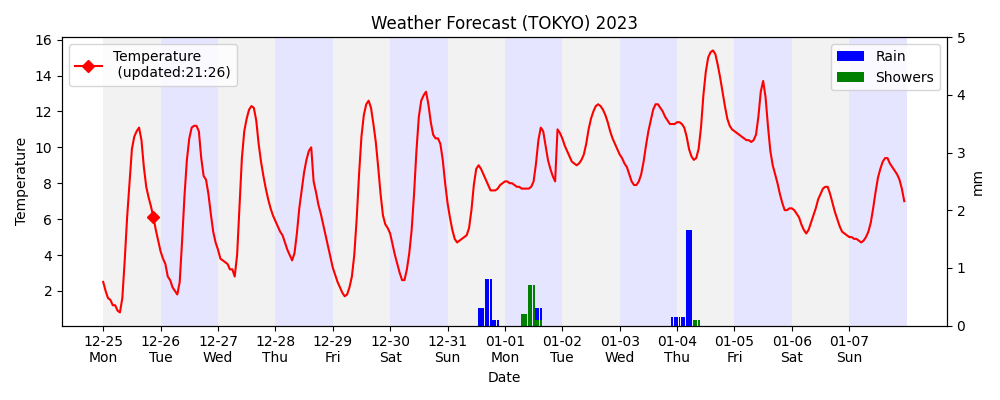 Weather Forecast (TOKYO) 2023
Temperature
(updated:21:26)
Rain
Showers
16
14
12
10
8
6
4
2
Temperature
5
4
3
2
1
0
mm
12-25 12-26 12-27 12-28 12-29 12-30 12-31 01-01 01-02 01-03 01-04 01-05 01-06 01-07
Mon Tue Wed Thu Fri Sat Sun Mon Tue Wed Thu Fri Sat Sun
Date